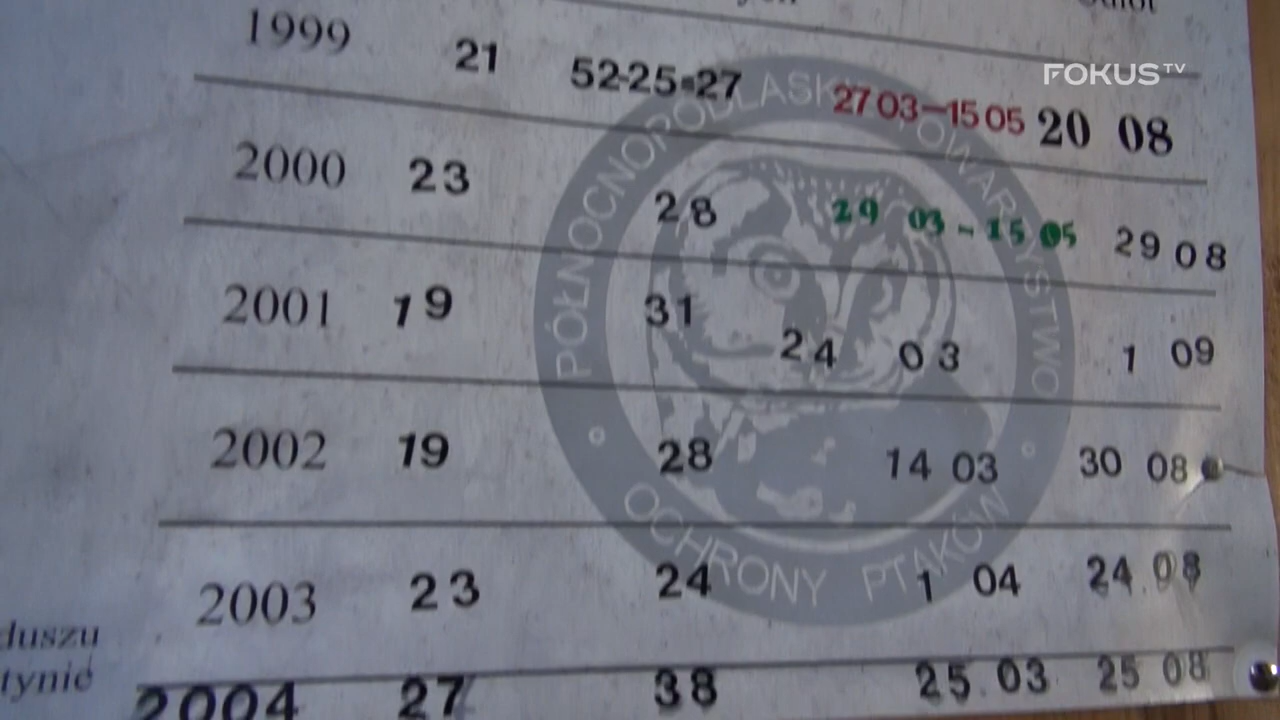 FOKUS TV
1999 21 52-25=27 27 03-15 05 20 08
2000 23 28 29 03-15 05 29 08
2001 19 31 24 03 1 09
2002 19 28 14 03 30 08
2003 23 24 1 04 24 08
2004 27 38 25 03 25 08
duszu
tynić
PÓŁNOCNOPODLASKIE TOWARZYSTWO
OCHRONY PTAKÓW